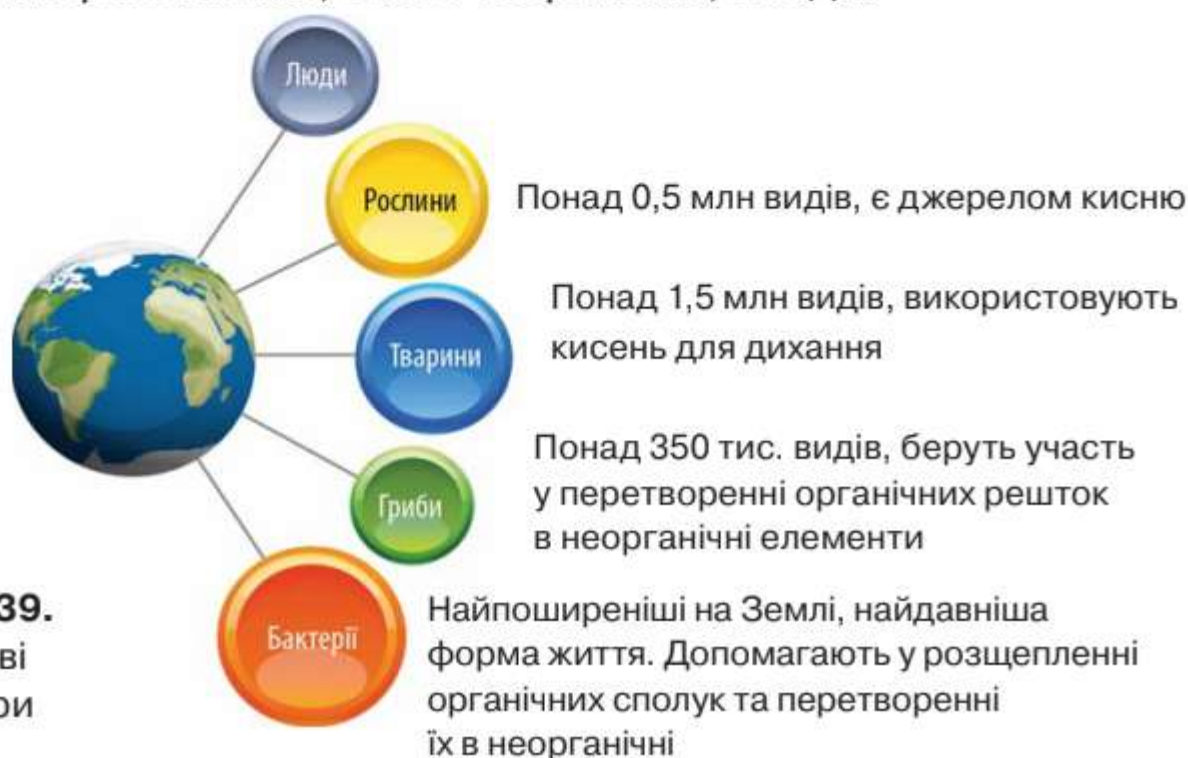 Люди
Рослини
Понад 0,5 млн видів, є джерелом кисню
Тварини
Понад 1,5 млн видів, використовують
кисень для дихання
Гриби
Понад 350 тис. видів, беруть участь
у перетворенні органічних решток
в неорганічні елементи
Бактерії
Найпоширеніші на Землі, найдавніша
форма життя. Допомагають у розщепленні
органічних сполук та перетворенні
їх в неорганічні
39.
ві
ри